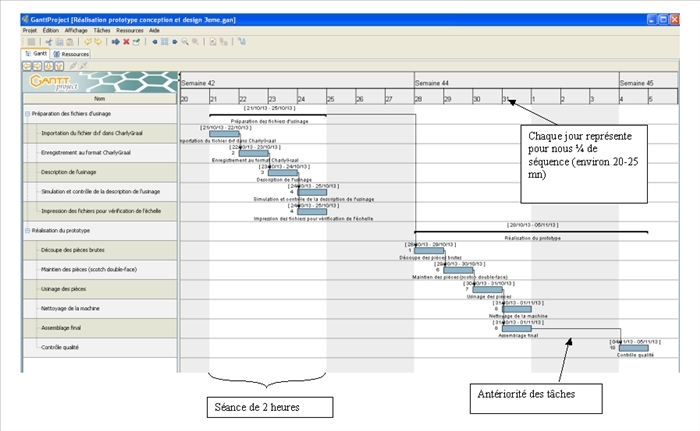 GanttProject [Réalisation prototype conception et design 3eme.gan]
Projet Édition Affichage Tâches Ressources Aide
Gantt Ressources
GANTT project
Nom
Semaine 42 Semaine 44 Semaine 45
20 21 22 23 24 25 28 29 30 31 1 4 5
Préparation des fichiers d'usinage
[21/10/13 - 25/10/13]
Préparation des fichiers d'usinage
Importation du fichier dxf dans CharlyGraal
[21/10/13 - 22/10/13]
Importation du fichier dxf dans CharlyGraal
Enregistrement au format CharlyGraal
[22/10/13 - 23/10/13]
2
Enregistrement au format CharlyGraal
Description de l'usinage
[23/10/13 - 24/10/13]
3
Description de l'usinage
Simulation et contrôle de la description de l'usinage
[24/10/13 - 25/10/13]
4
Simulation et contrôle de la description de l'usinage
Impression des fichiers pour vérification de l'échelle
[24/10/13 - 25/10/13]
4
Impression des fichiers pour vérification de l'échelle
Réalisation du prototype
[28/10/13 - 05/11/13]
Réalisation du prototype
Découpe des pièces brutes
[28/10/13 - 29/10/13]
Découpe des pièces brutes
Maintien des pièces (scotch double-face)
[29/10/13 - 30/10/13]
6
Maintien des pièces(scotch double-face)
Usinage des pièces
[30/10/13 - 31/10/13]
7
Usinage des pièces
Nettoyage de la machine
[31/10/13 - 01/11/13]
8
Nettoyage de la machine
Assemblage final
[31/10/13 - 01/11/13]
8
Assemblage final
Contrôle qualité
[04/11/13 - 05/11/13]
10
Contrôle qualité
Chaque jour représente
pour nous ¼ de
séquence (environ 20-25
mn)
Séance de 2 heures
Antériorité des tâches